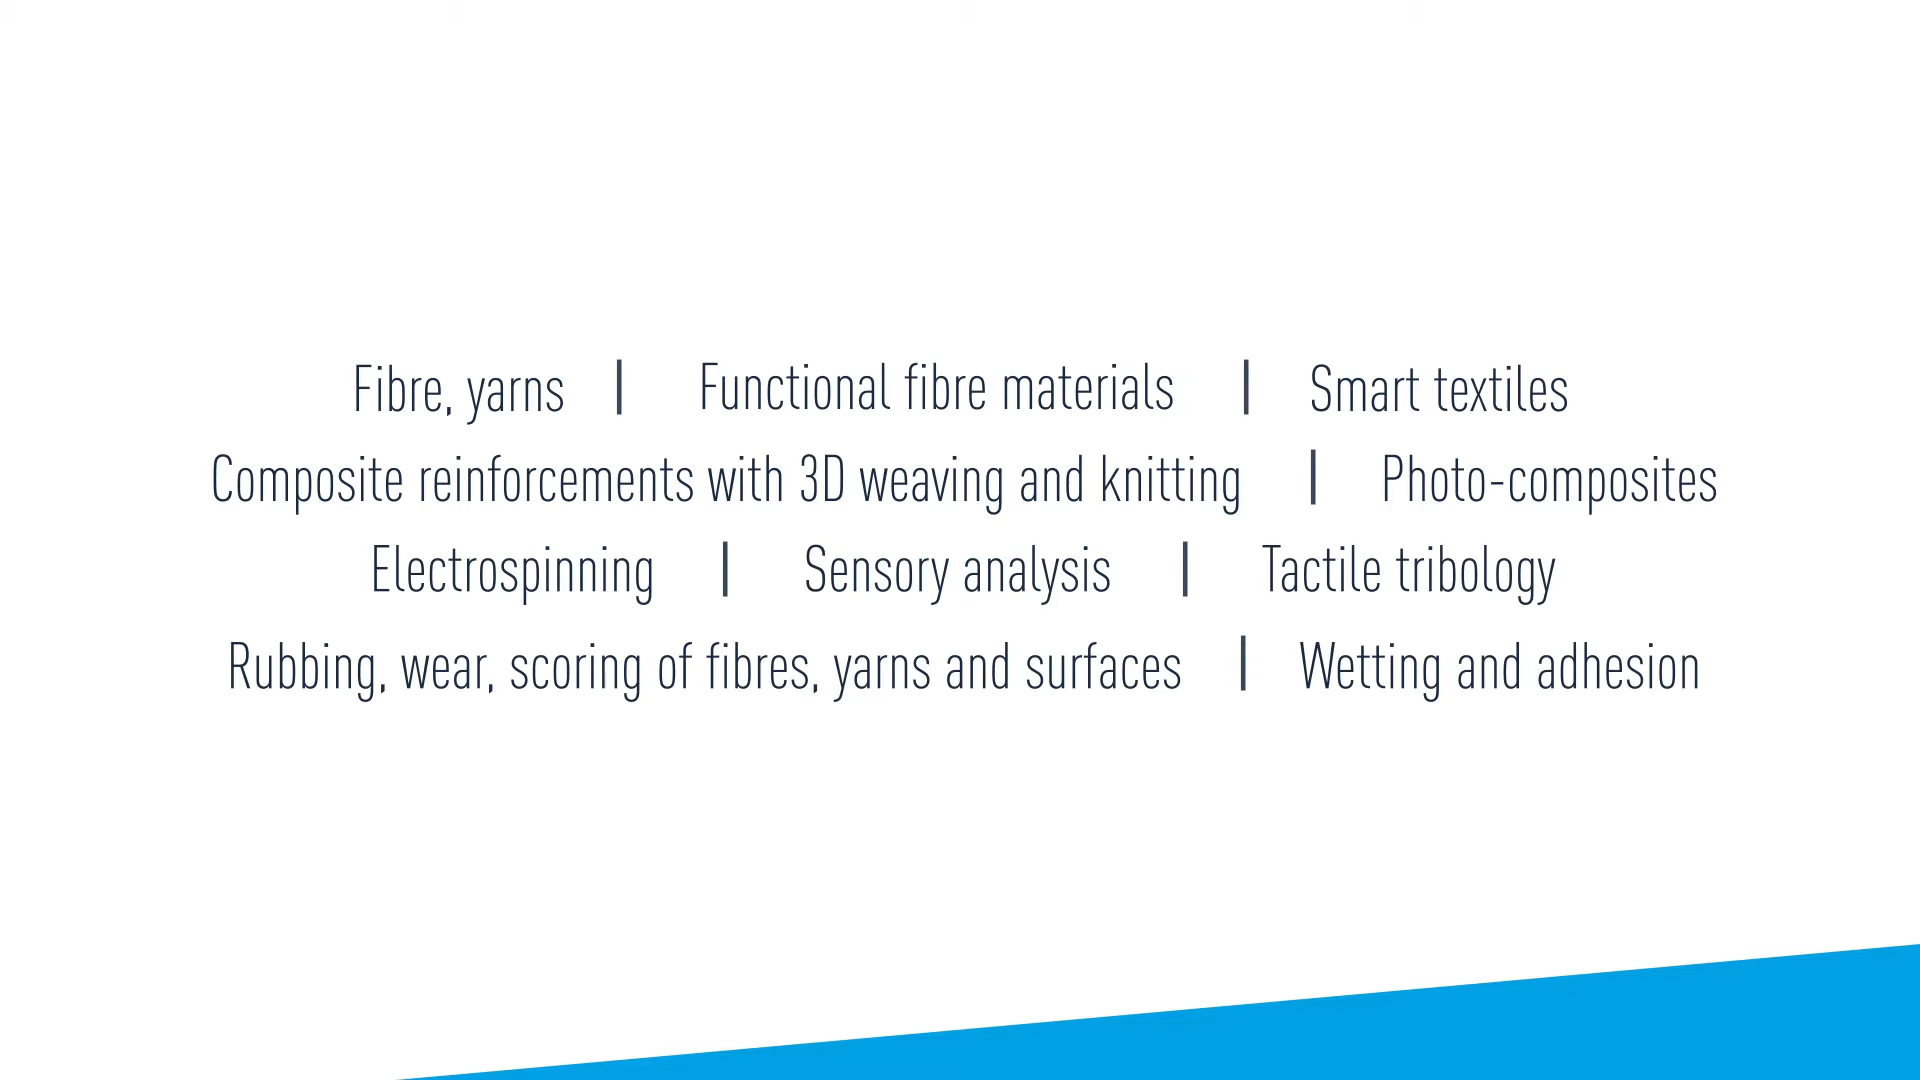 Fibre, yarns | Functional fibre materials | Smart textiles
Composite reinforcements with 3D weaving and knitting | Photo-composites
Electrospinning | Sensory analysis | Tactile tribology
Rubbing, wear, scoring of fibres, yarns and surfaces | Wetting and adhesion